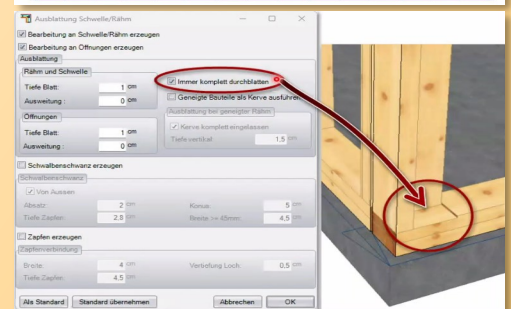 Ausblattung Schwelle/Rähm
Bearbeitung an Schwelle/Rähm erzeugen
Bearbeitung an Öffnungen erzeugen
Ausblattung
Rähm und Schwelle
Tiefe Blatt: 1 cm
Ausweitung : 0 cm
Immer komplett durchblatten
Geneigte Bauteile als Kerve ausführen
Öffnungen
Tiefe Blatt: 1 cm
Ausweitung : 0 cm
Ausblattung bei geneigter Rähm
Kerve komplett eingelassen
Tiefe vertikal 1,5 cm
Schwalbenschwanz erzeugen
Schwalbenschwanz
Von Aussen
Absatz 2 cm Konus: 5 cm
Tiefe Zapfen: 2,8 cm Breite >= 45mm: 4,5 cm
Zapfen erzeugen
Zapfenverbindung
Breite: 4 cm Vertiefung Loch: 0,5 cm
Tiefe Zapfen: 4,5 cm
Als Standard Standard übernehmen Abbrechen OK